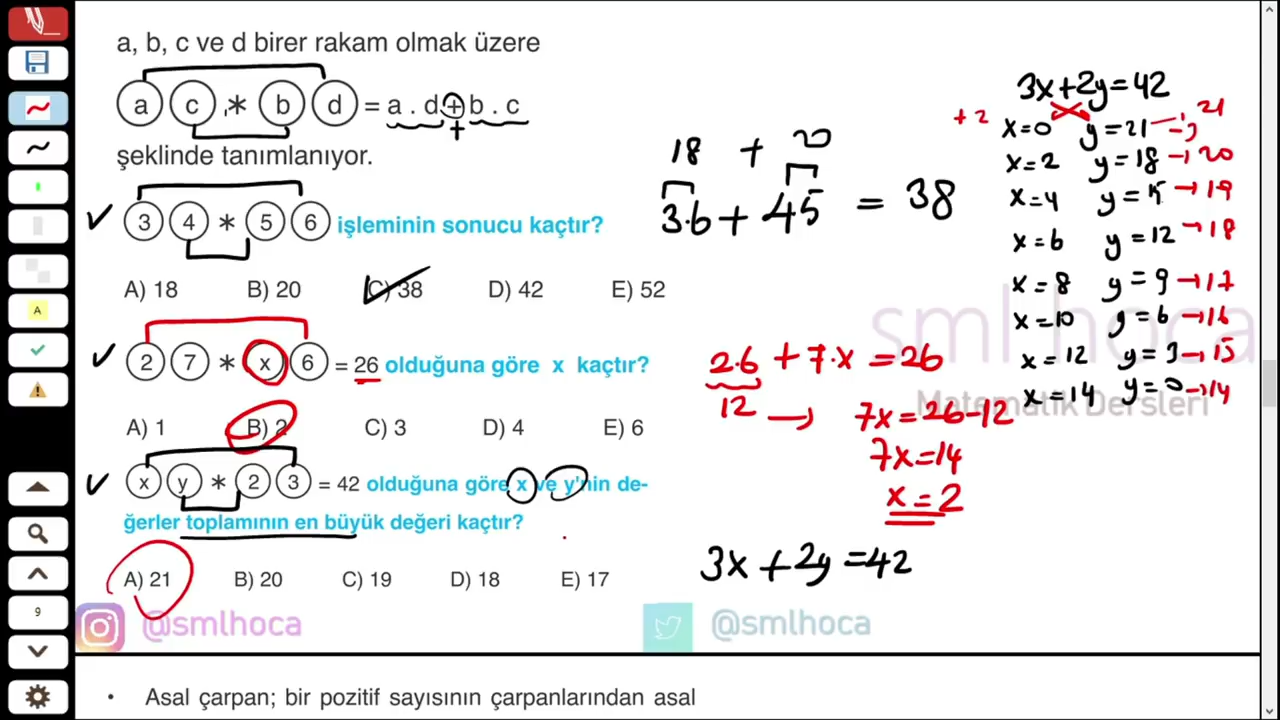 a, b, c ve d birer rakam olmak üzere
a c * b d = a . d + b . c
+
şeklinde tanımlanıyor.
3 4 * 5 6 işleminin sonucu kaçtır?
A) 18 B) 20 C) 38 D) 42 E) 52
2 7 * x 6 = 26 olduğuna göre x kaçtır?
A) 1 B) 2 C) 3 D) 4 E) 6
x y * 2 3 = 42 olduğuna göre x ve y'nin de-
ğerler toplamının en büyük değeri kaçtır?
A) 21 B) 20 C) 19 D) 18 E) 17
@smlhoca @smlhoca
• Asal çarpan; bir pozitif sayısının çarpanlarından asal
18 + 20
3.6 + 45 = 38
2.6 + 7.x = 26
12 → 7x = 26-12
7x = 14
x = 2
3x + 2y = 42
3x + 2y = 42
+2 x=0 y=21 → 21
x=2 y=18 → 20
x=4 y=15 → 19
x=6 y=12 → 18
x=8 y=9 → 17
x=10 y=6 → 16
x=12 y=3 → 15
x=14 y=0 → 14
sml hoca
Matematik Dersleri
A
9